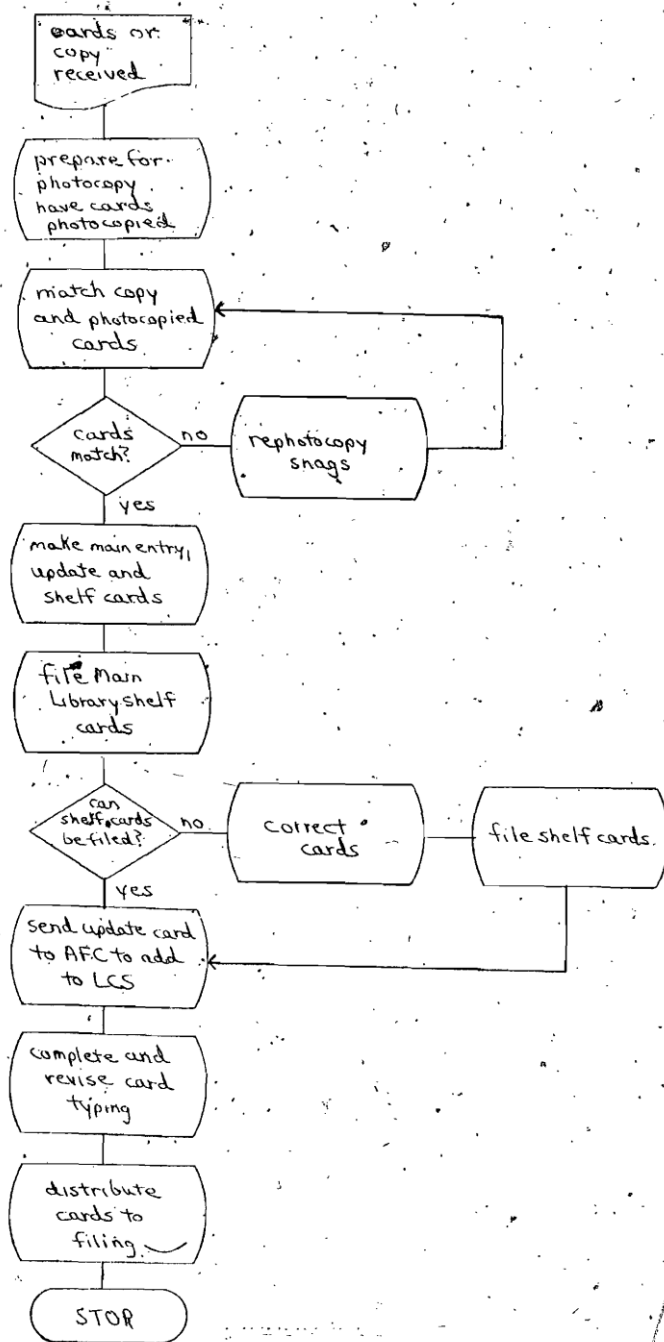 cards or
copy
received
prepare for
photocopy
have cards
photocopied
match copy
and photocopied
cards
cards
match?
no
rephotocopy
snags
yes
make main entry,
update and
shelf cards
file Main
Library shelf
cards
can
shelf cards
be filed?
no
correct
cards
file shelf cards.
yes
send update card
to AFC to add
to LCS
complete and
revise card
typing
distribute
cards to
filing
STOP